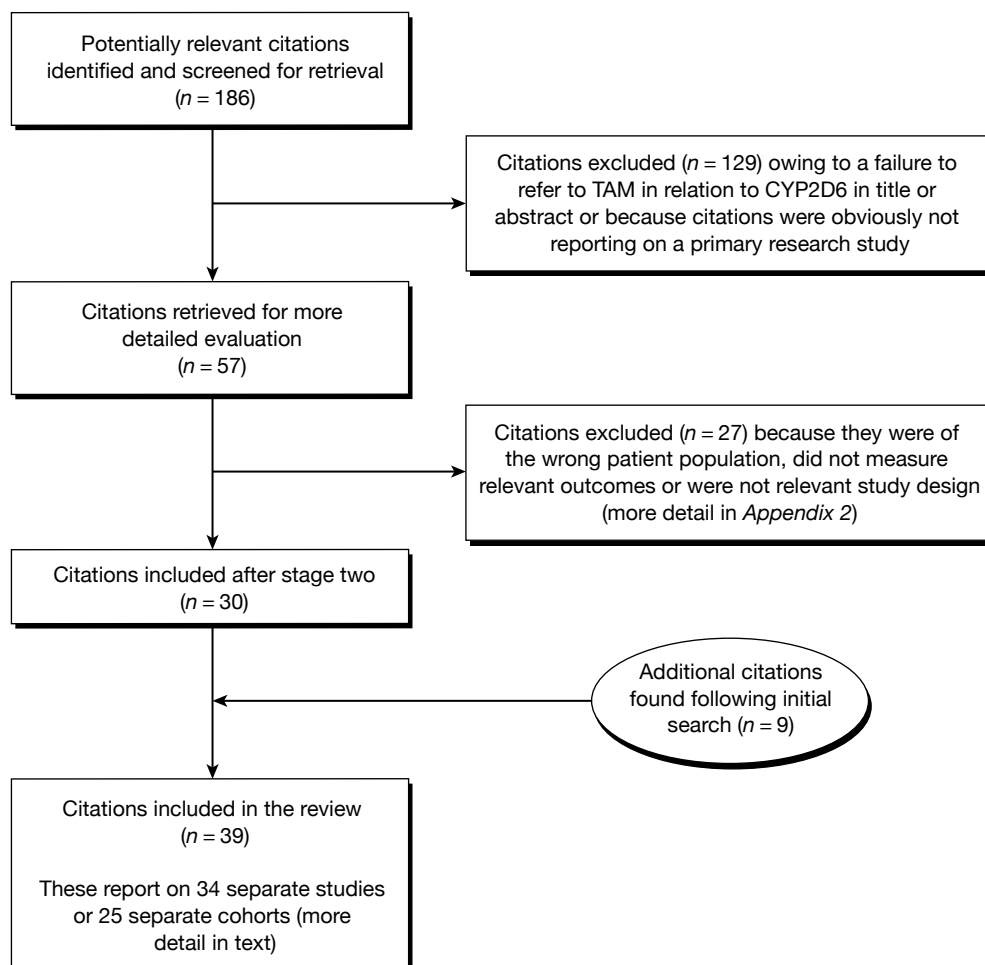 Potentially relevant citations
identified and screened for retrieval
(n = 186)
Citations excluded (n = 129) owing to a failure to
refer to TAM in relation to CYP2D6 in title or
abstract or because citations were obviously not
reporting on a primary research study
Citations retrieved for more
detailed evaluation
(n = 57)
Citations excluded (n = 27) because they were of
the wrong patient population, did not measure
relevant outcomes or were not relevant study design
(more detail in Appendix 2)
Citations included after stage two
(n = 30)
Additional citations
found following initial
search (n = 9)
Citations included in the review
(n = 39)
These report on 34 separate studies
or 25 separate cohorts (more
detail in text)